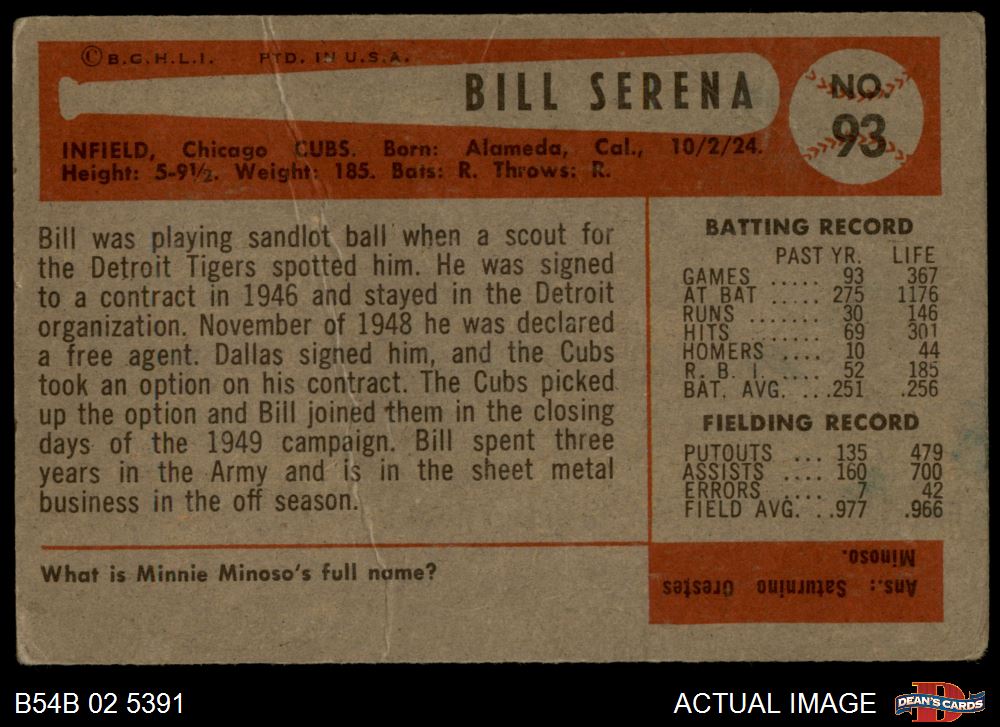 ©B.G.H.L.I. PTD. IN U.S.A.
BILL SERENA
NO.
93
INFIELD, Chicago CUBS. Born: Alameda, Cal., 10/2/24.
Height: 5-9½. Weight: 185. Bats: R. Throws: R.
Bill was playing sandlot ball when a scout for
the Detroit Tigers spotted him. He was signed
to a contract in 1946 and stayed in the Detroit
organization. November of 1948 he was declared
a free agent. Dallas signed him, and the Cubs
took an option on his contract. The Cubs picked
up the option and Bill joined them in the closing
days of the 1949 campaign. Bill spent three
years in the Army and is in the sheet metal
business in the off season.
BATTING RECORD
PAST YR. LIFE
GAMES ..... 93 367
AT BAT ..... 275 1176
RUNS ....... 30 146
HITS ....... 69 301
HOMERS .... 10 44
R. B. I. .... 52 185
BAT. AVG. ...251 .256
FIELDING RECORD
PUTOUTS ... 135 479
ASSISTS .... 160 700
ERRORS .... 7 42
FIELD AVG. ..977 .966
What is Minnie Minoso's full name?
Ans.: Saturnino Orestes
Minoso.
B54B 02 5391
ACTUAL IMAGE
D
DEAN'S CARDS